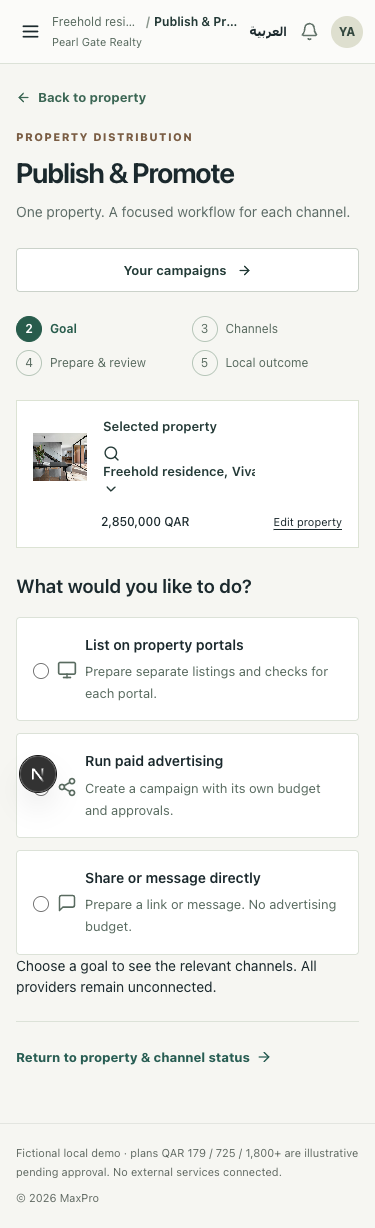 Freehold resi... / Publish & Pr...
Pearl Gate Realty
العربية
YA
Back to property
PROPERTY DISTRIBUTION
Publish & Promote
One property. A focused workflow for each channel.
Your campaigns
2 Goal
3 Channels
4 Prepare & review
5 Local outcome
Selected property
Freehold residence, Viva
2,850,000 QAR
Edit property
What would you like to do?
List on property portals
Prepare separate listings and checks for
each portal.
Run paid advertising
N
Create a campaign with its own budget
and approvals.
Share or message directly
Prepare a link or message. No advertising
budget.
Choose a goal to see the relevant channels. All
providers remain unconnected.
Return to property & channel status
Fictional local demo · plans QAR 179 / 725 / 1,800+ are illustrative
pending approval. No external services connected.
© 2026 MaxPro